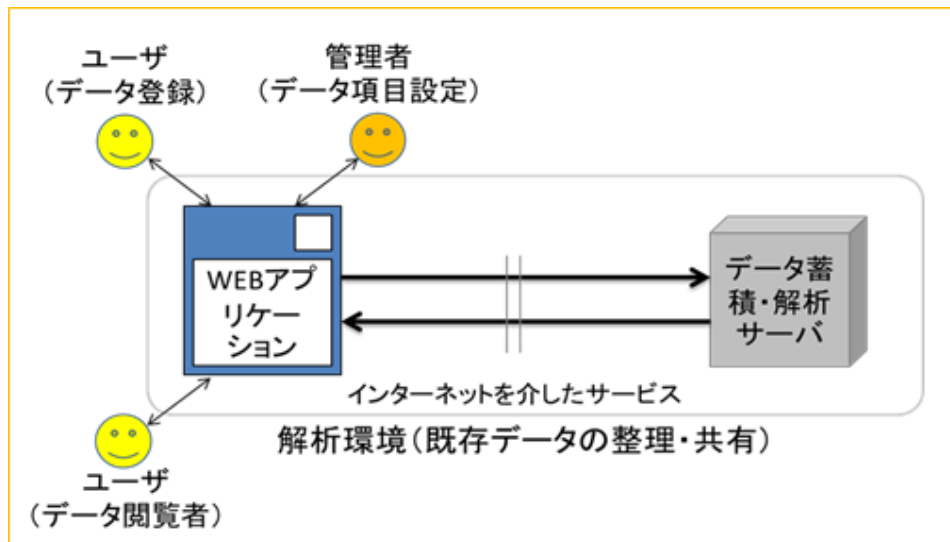 ユーザ
（データ登録）
管理者
（データ項目設定）
WEBアプ
リケー
ション
データ蓄
積・解析
サーバ
インターネットを介したサービス
解析環境（既存データの整理・共有）
ユーザ
（データ閲覧者）